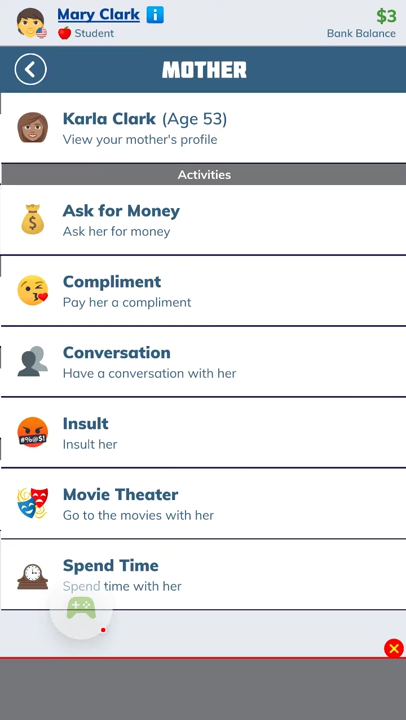 Mary Clark
$3
Student
Bank Balance
MOTHER
Karla Clark (Age 53)
View your mother's profile
Activities
Ask for Money
Ask her for money
Compliment
Pay her a compliment
Conversation
Have a conversation with her
#%@$!
Insult
Insult her
Movie Theater
Go to the movies with her
Spend Time
Spend time with her